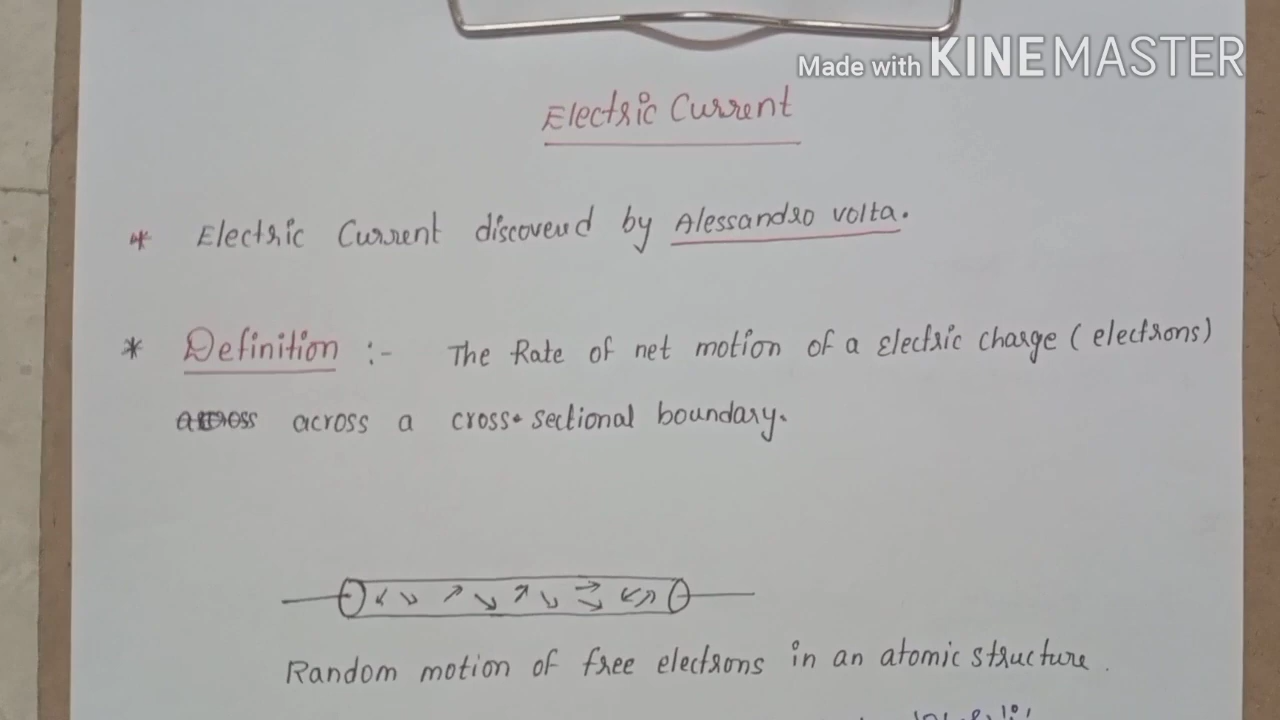 Made with KINEMASTER
Electric Current
* Electric Current discoverd by Alessandro volta.
* Definition :- The Rate of net motion of a Electric charge (electrons)
across a cross-sectional boundary.
Random motion of free electrons in an atomic structure.